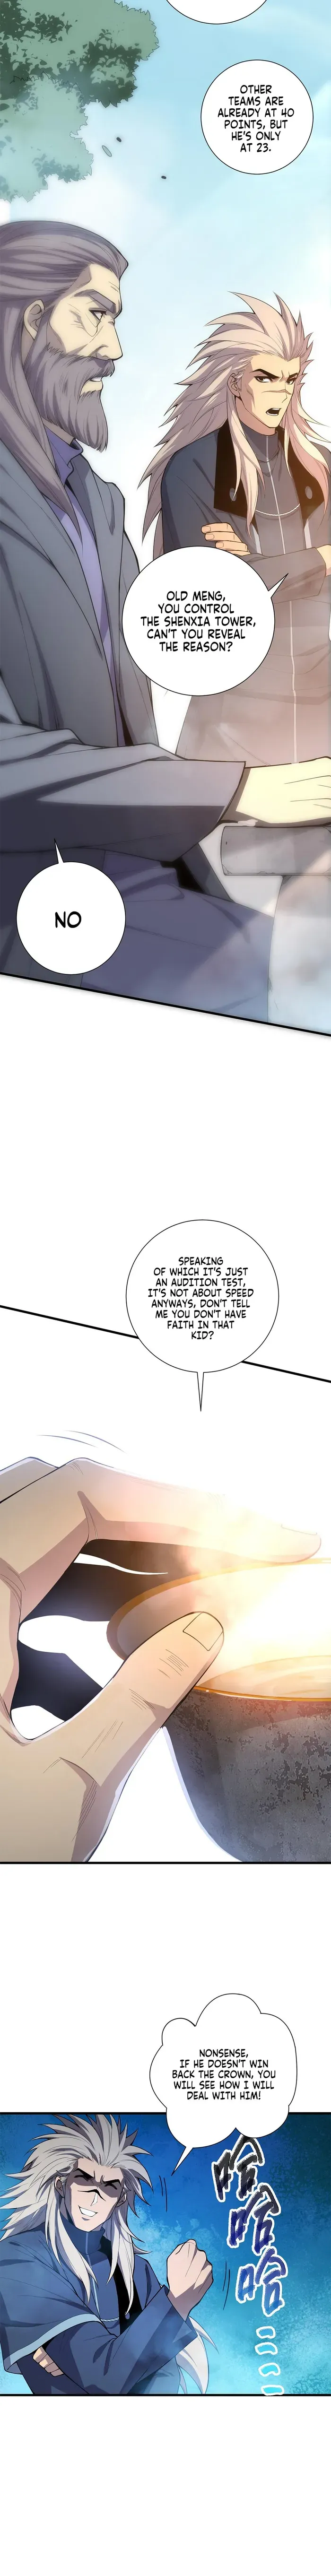 OTHER
TEAMS ARE
ALREADY AT 40
POINTS, BUT
HE'S ONLY
AT 23.
OLD MENG,
YOU CONTROL
THE SHENXIA TOWER,
CAN'T YOU REVEAL
THE REASON?
NO
SPEAKING
OF WHICH IT'S JUST
AN AUDITION TEST,
IT'S NOT ABOUT SPEED
ANYWAYS, DON'T TELL
ME YOU DON'T HAVE
FAITH IN THAT
KID?
NONSENSE,
IF HE DOESN'T WIN
BACK THE CROWN, YOU
WILL SEE HOW I WILL
DEAL WITH HIM!
哈
哈
哈